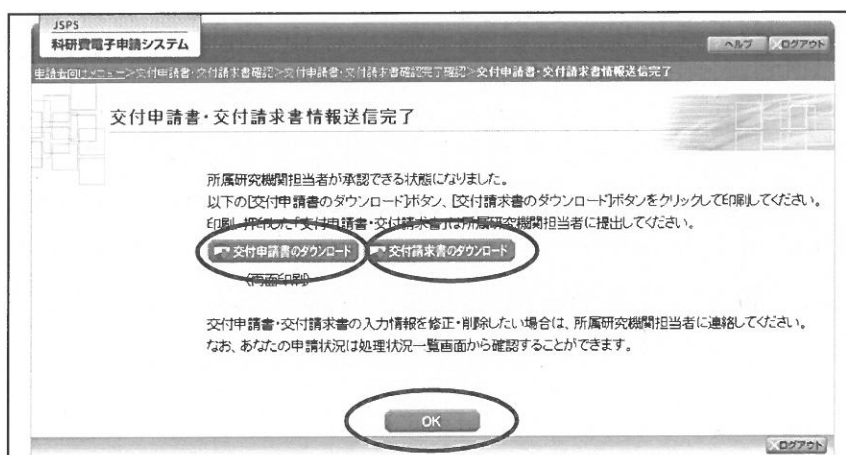 JSPS
科研費電子申請システム
ヘルプ
ログアウト
申請者向けメニュー>交付申請書・交付請求書確認>交付申請書・交付請求書確認完了確認>交付申請書・交付請求書情報送信完了
交付申請書・交付請求書情報送信完了
所属研究機関担当者が承認できる状態になりました。
以下の[交付申請書のダウンロード]ボタン、[交付請求書のダウンロード]ボタンをクリックして印刷してください。
印刷し押印した「交付申請書・交付請求書」は所属研究機関担当者に提出してください。
交付申請書のダウンロード
交付請求書のダウンロード
(両面印刷)
交付申請書・交付請求書の入力情報を修正・削除したい場合は、所属研究機関担当者に連絡してください。
なお、あなたの申請状況は処理状況一覧画面から確認することができます。
OK
ログアウト